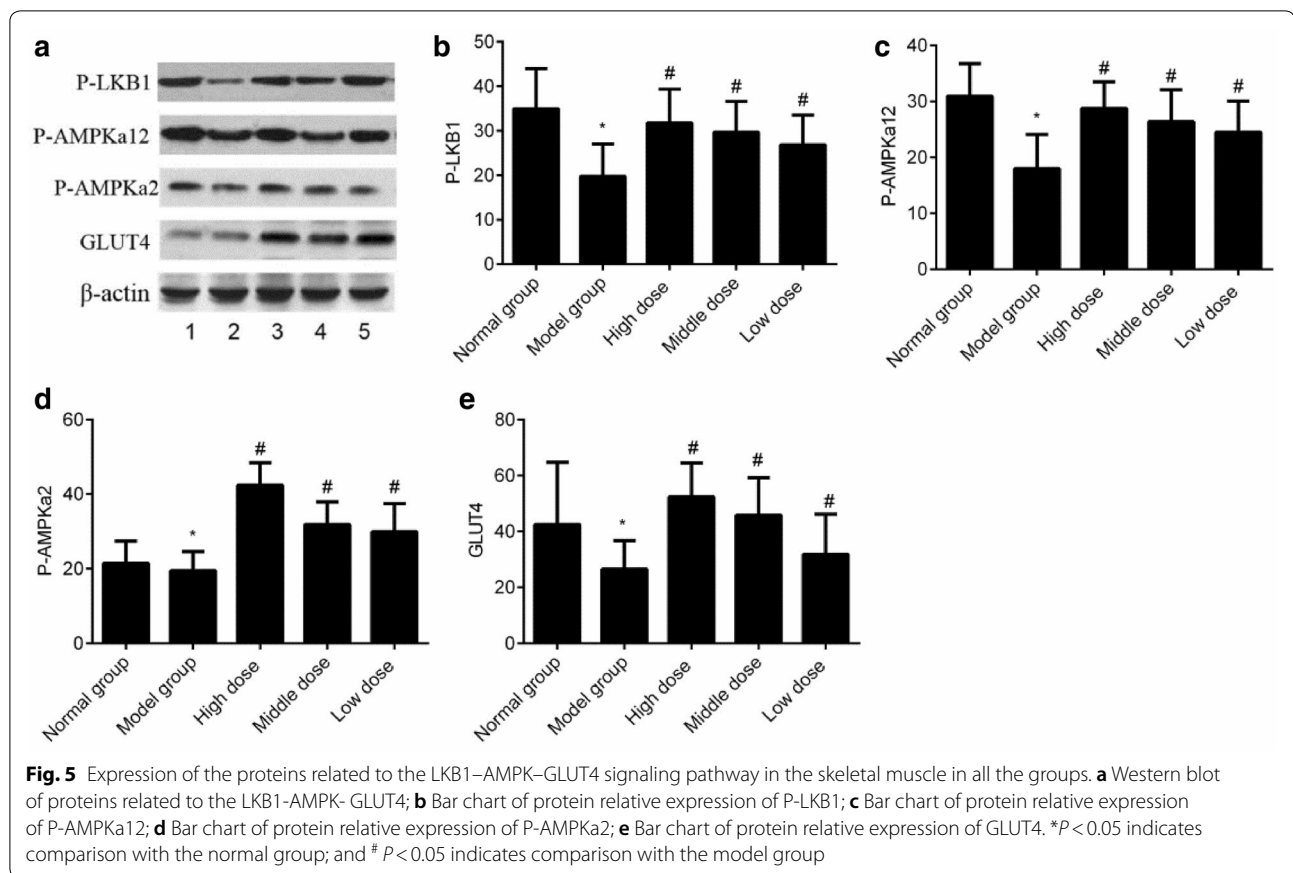 a
P-LKB1
P-AMPKa12
P-AMPKa2
GLUT4
β-actin
1 2 3 4 5
b
P-LKB1
50
40
30
20
10
0
* # # #
Normal group
Model group
High dose
Middle dose
Low dose
c
P-AMPKa12
40
30
20
10
0
* # # #
Normal group
Model group
High dose
Middle dose
Low dose
d
P-AMPKa2
60
40
20
0
* # # #
Normal group
Model group
High dose
Middle dose
Low dose
e
GLUT4
80
60
40
20
0
* # # #
Normal group
Model group
High dose
Middle dose
Low dose
Fig. 5 Expression of the proteins related to the LKB1–AMPK–GLUT4 signaling pathway in the skeletal muscle in all the groups. a Western blot
of proteins related to the LKB1-AMPK- GLUT4; b Bar chart of protein relative expression of P-LKB1; c Bar chart of protein relative expression
of P-AMPKa12; d Bar chart of protein relative expression of P-AMPKa2; e Bar chart of protein relative expression of GLUT4. *P < 0.05 indicates
comparison with the normal group; and # P < 0.05 indicates comparison with the model group